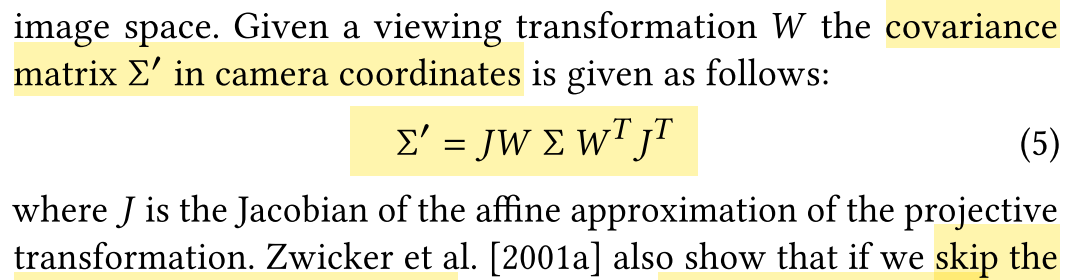 image space. Given a viewing transformation W the covariance
matrix Σ′ in camera coordinates is given as follows:
Σ′ = JW Σ WᵀJᵀ (5)
where J is the Jacobian of the affine approximation of the projective
transformation. Zwicker et al. [2001a] also show that if we skip the